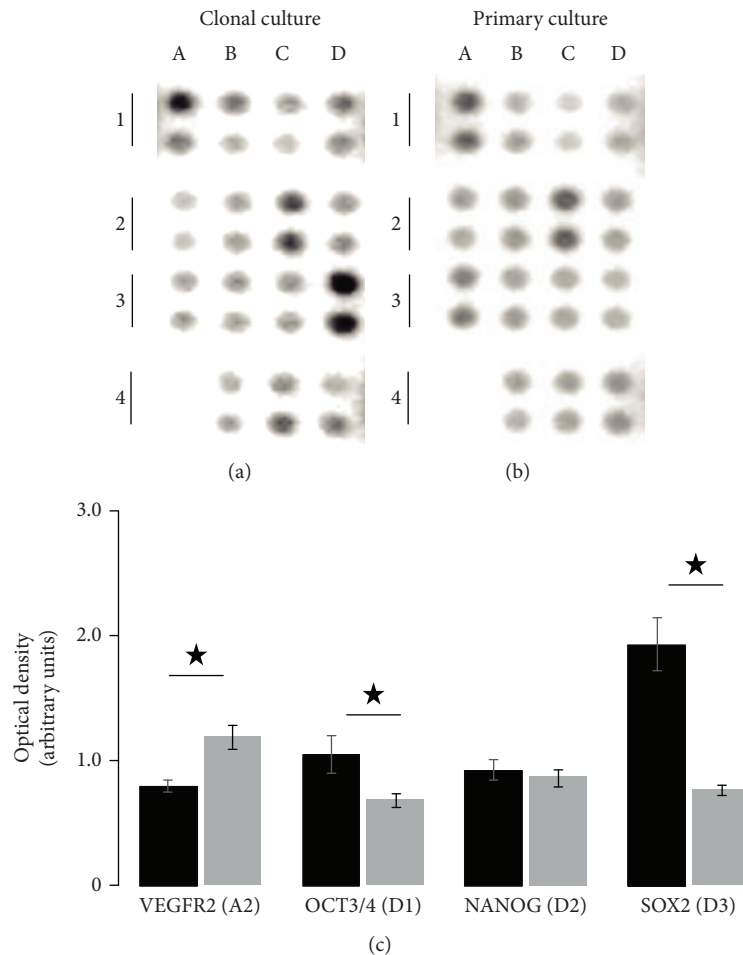 Clonal culture
Primary culture
A B C D
A B C D
1
2
3
4
1
2
3
4
(a)
(b)
3.0
2.0
1.0
0
Optical density
(arbitrary units)
VEGFR2 (A2)
OCT3/4 (D1)
NANOG (D2)
SOX2 (D3)
(c)